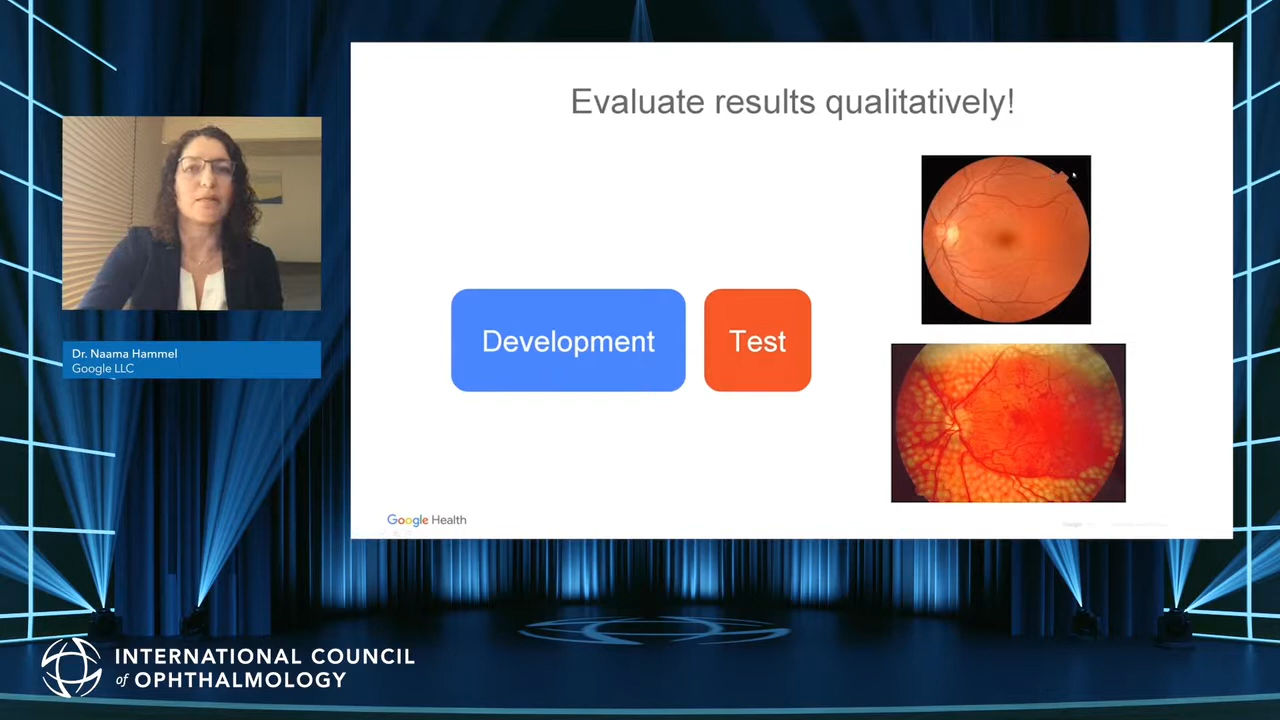 Evaluate results qualitatively!
Development
Test
Dr. Naama Hammel
Google LLC
Google Health
INTERNATIONAL COUNCIL
of OPHTHALMOLOGY